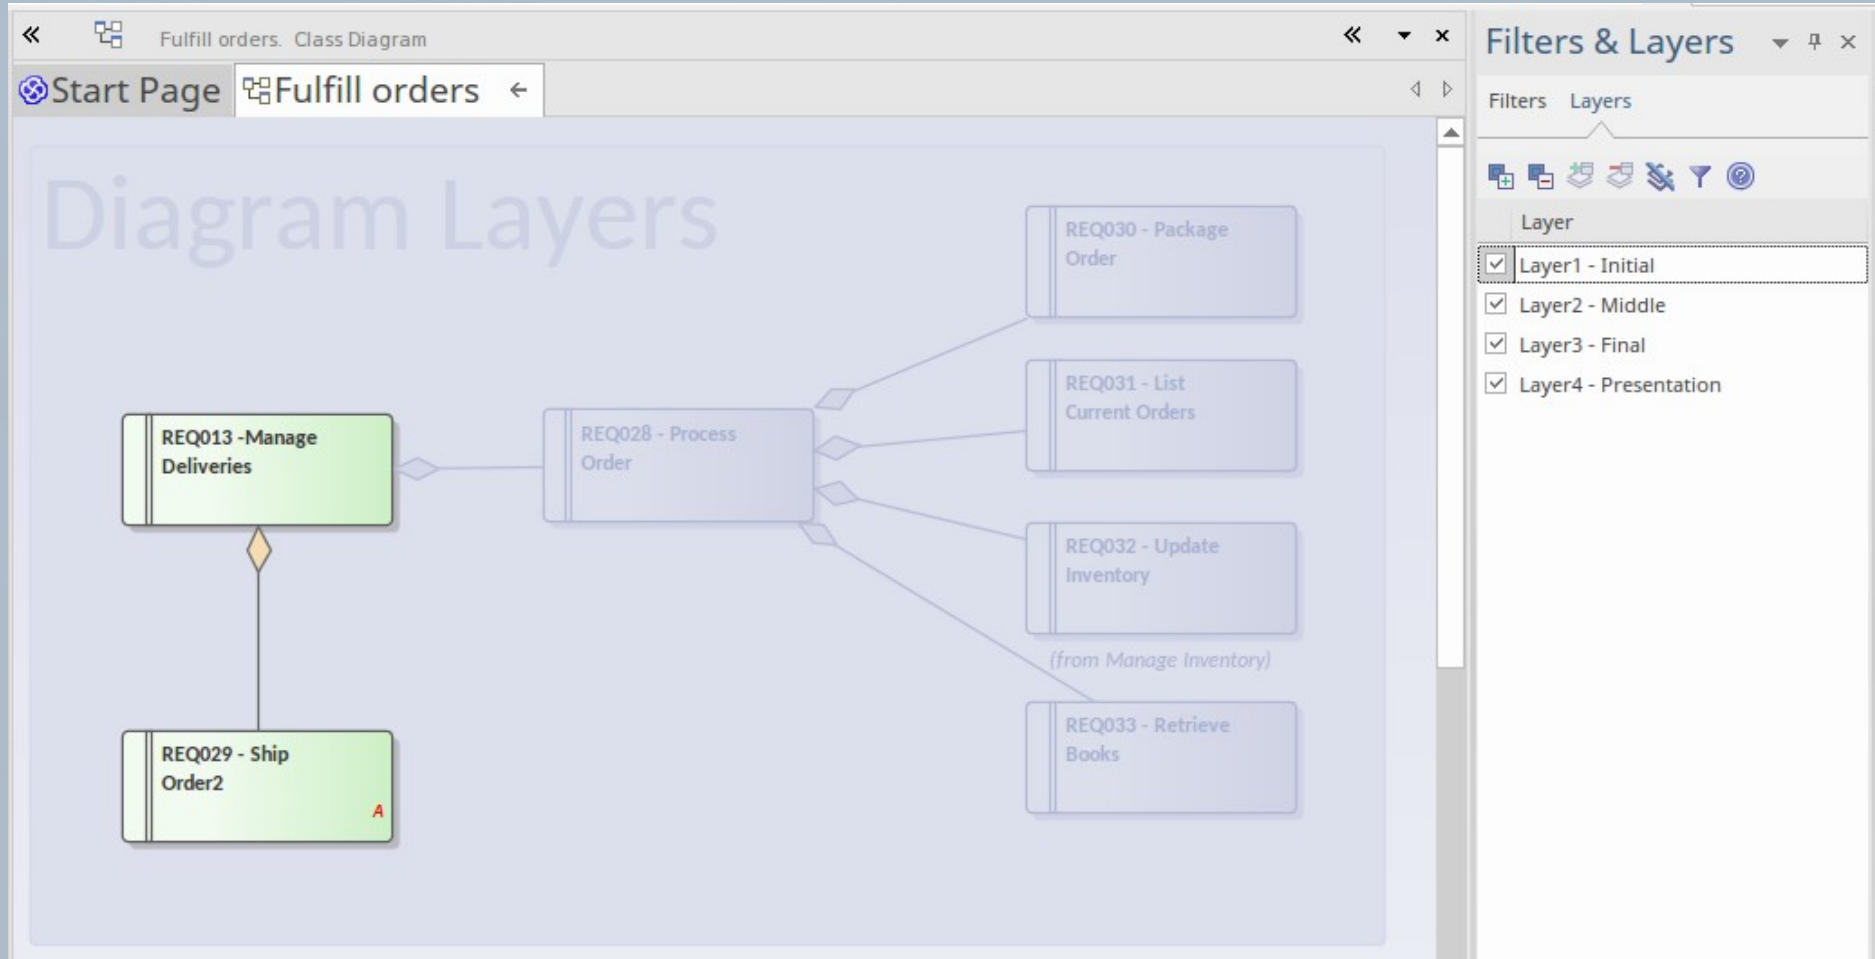 Fulfill orders.  Class Diagram
Start Page
Fulfill orders
Diagram Layers
REQ030 - Package
Order
REQ031 - List
Current Orders
REQ013 -Manage
Deliveries
REQ028 - Process
Order
REQ032 - Update
Inventory
(from Manage Inventory)
REQ029 - Ship
Order2
A
REQ033 - Retrieve
Books
Filters & Layers
Filters Layers
Layer
Layer1 - Initial
Layer2 - Middle
Layer3 - Final
Layer4 - Presentation